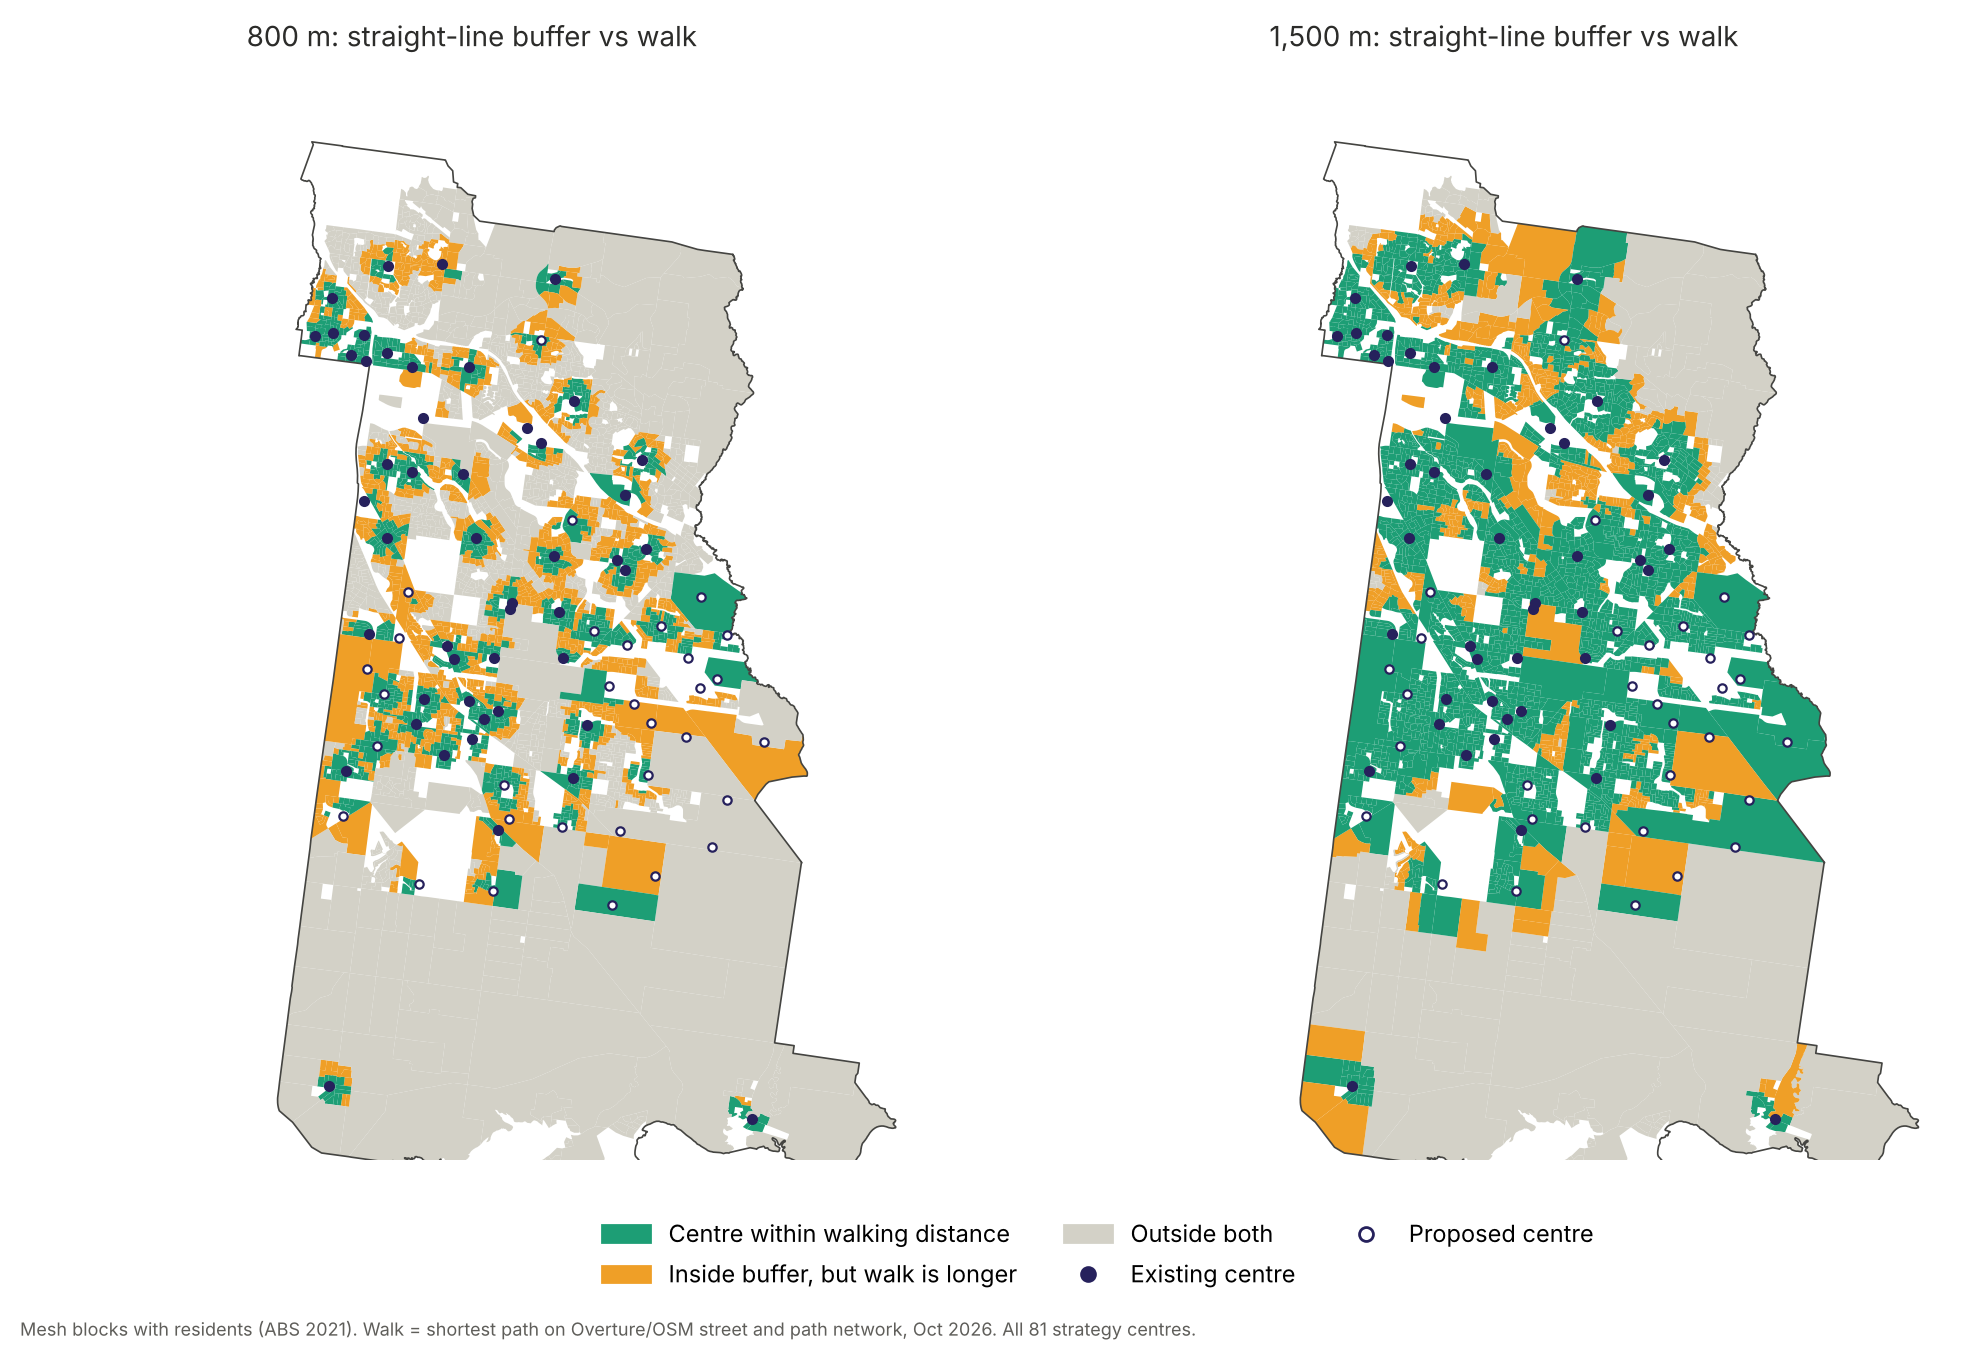 800 m: straight-line buffer vs walk
1,500 m: straight-line buffer vs walk
Centre within walking distance
Outside both
Proposed centre
Inside buffer, but walk is longer
Existing centre
Mesh blocks with residents (ABS 2021). Walk = shortest path on Overture/OSM street and path network, Oct 2026. All 81 strategy centres.